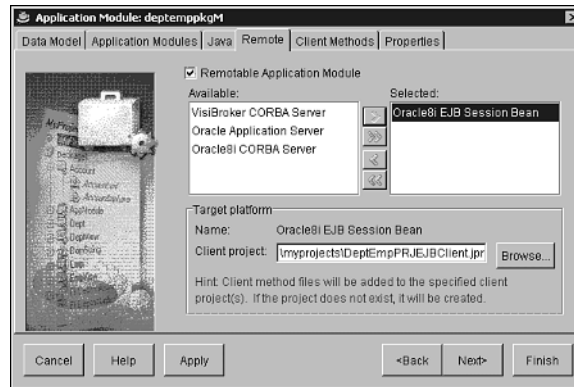 Application Module: deptemppkgM
Data Model Application Modules Java Remote Client Methods Properties
Remotable Application Module
Available:
Selected:
VisiBroker CORBA Server
Oracle Application Server
Oracle8i CORBA Server
> 
>>
<
<<
Oracle8i EJB Session Bean
Account
Dept
DeptView
Target platform
Name: Oracle8i EJB Session Bean
Client project: \myprojects\DeptEmpPRJEJBClient.jpr Browse...
Hint: Client method files will be added to the specified client
project(s). If the project does not exist, it will be created.
Cancel Help Apply <Back Next> Finish